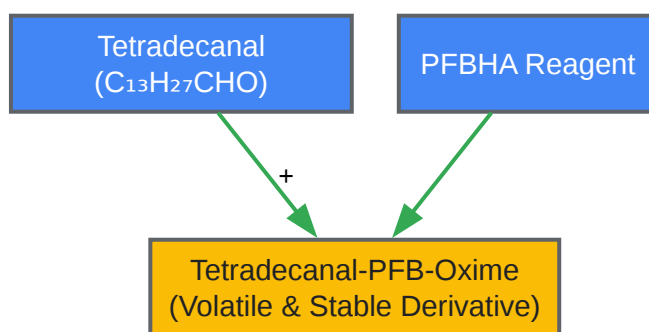 Tetradecanal
(C₁₃H₂₇CHO)
PFBHA Reagent
+
Tetradecanal-PFB-Oxime
(Volatile & Stable Derivative)